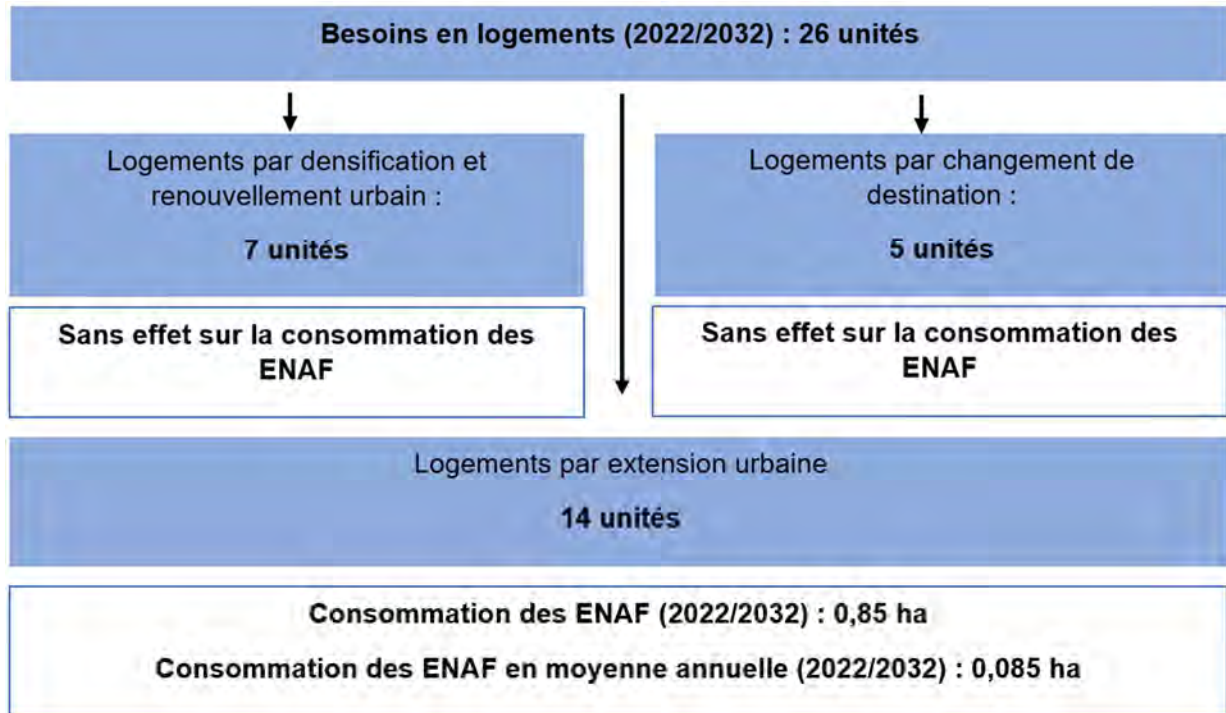 Besoins en logements (2022/2032) : 26 unités
Logements par densification et
renouvellement urbain :
7 unités
Logements par changement de
destination :
5 unités
Sans effet sur la consommation des
ENAF
Sans effet sur la consommation des
ENAF
Logements par extension urbaine
14 unités
Consommation des ENAF (2022/2032) : 0,85 ha
Consommation des ENAF en moyenne annuelle (2022/2032) : 0,085 ha